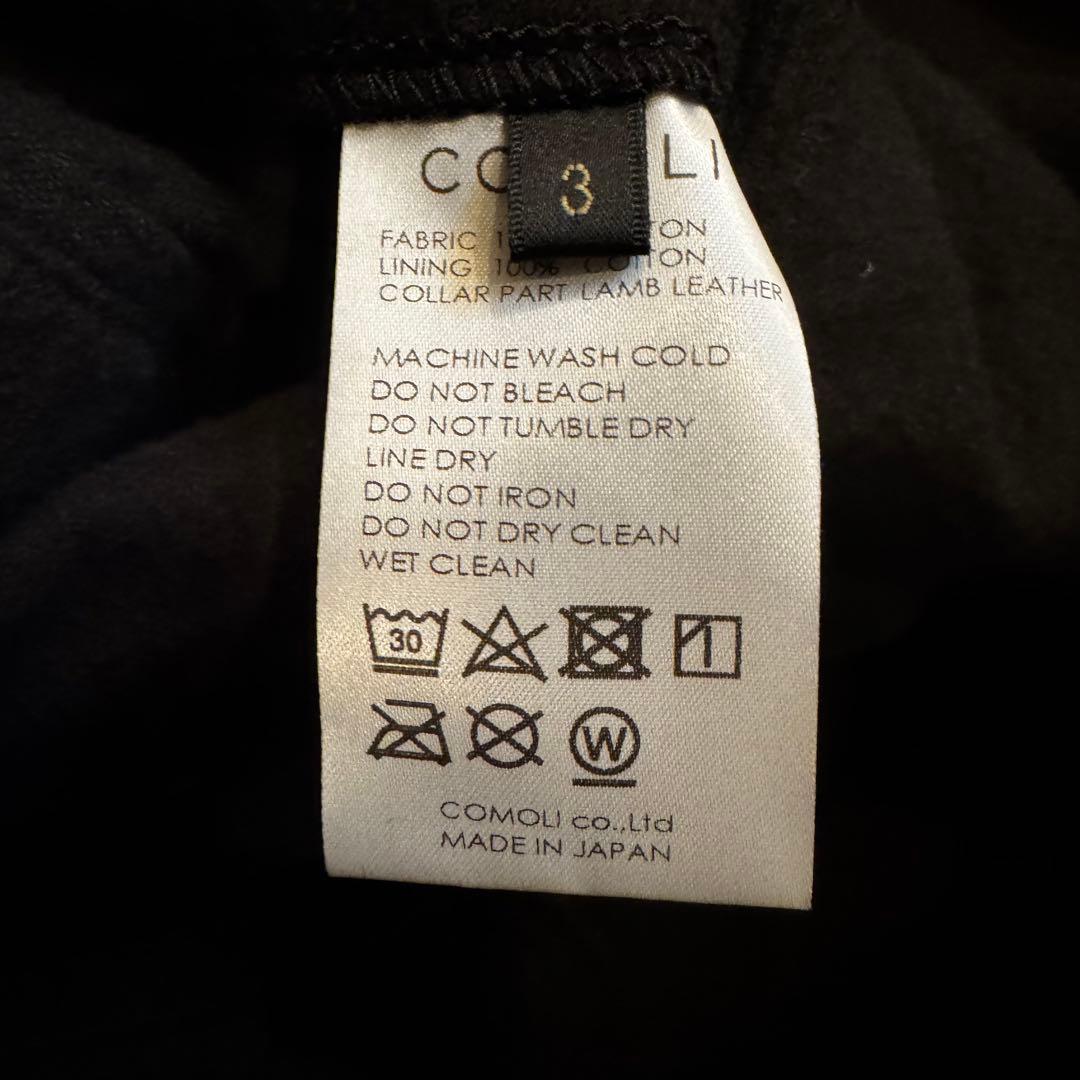 CO LI
3
FABRIC 1 TON
LINING 100% COTTON
COLLAR PART LAMB LEATHER
MACHINE WASH COLD
DO NOT BLEACH
DO NOT TUMBLE DRY
LINE DRY
DO NOT IRON
DO NOT DRY CLEAN
WET CLEAN
30
W
COMOLI co.,Ltd
MADE IN JAPAN